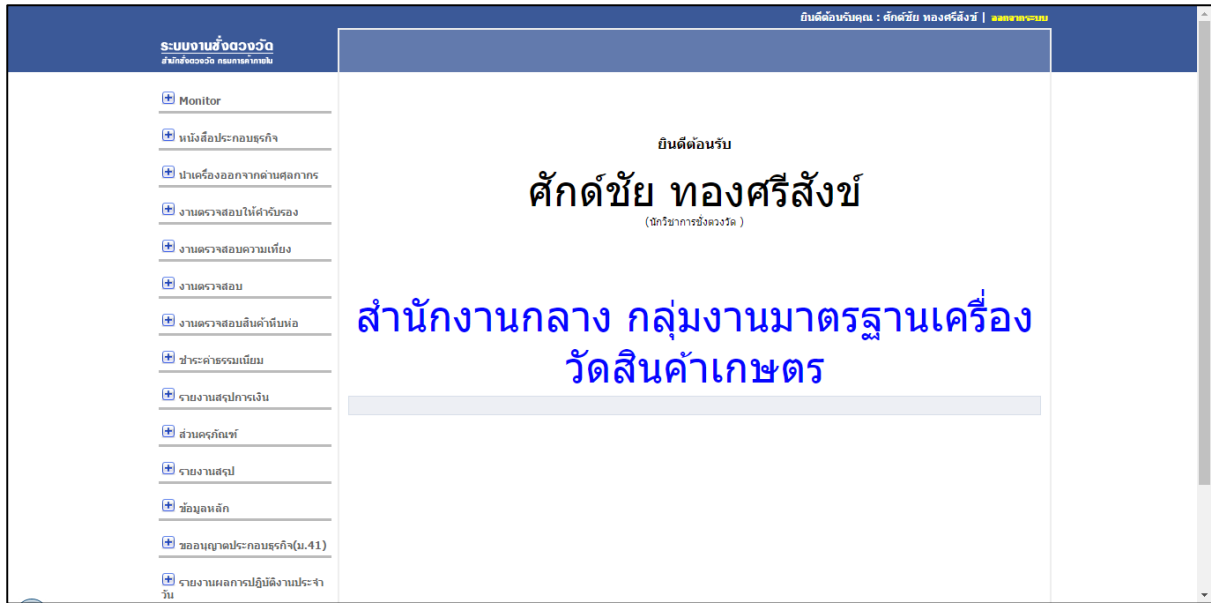 ยินดีต้อนรับคุณ : ศักด์ชัย ทองศรีสังข์ | ออกจากระบบ
ระบบงานชั่งตวงวัด
สำนักชั่งตวงวัด กรมการค้าภายใน
Monitor
หนังสือประกอบธุรกิจ
นำเครื่องออกจากด่านศุลกากร
งานตรวจสอบให้คำรับรอง
งานตรวจสอบความเที่ยง
งานตรวจสอบ
งานตรวจสอบสินค้าหีบห่อ
ชำระค่าธรรมเนียม
รายงานสรุปการเงิน
ส่วนครุภัณฑ์
รายงานสรุป
ข้อมูลหลัก
ขออนุญาตประกอบธุรกิจ(ม.41)
รายงานผลการปฏิบัติงานประจำ
วัน
ยินดีต้อนรับ
ศักด์ชัย ทองศรีสังข์
(นักวิชาการชั่งตวงวัด )
สำนักงานกลาง กลุ่มงานมาตรฐานเครื่อง
วัดสินค้าเกษตร